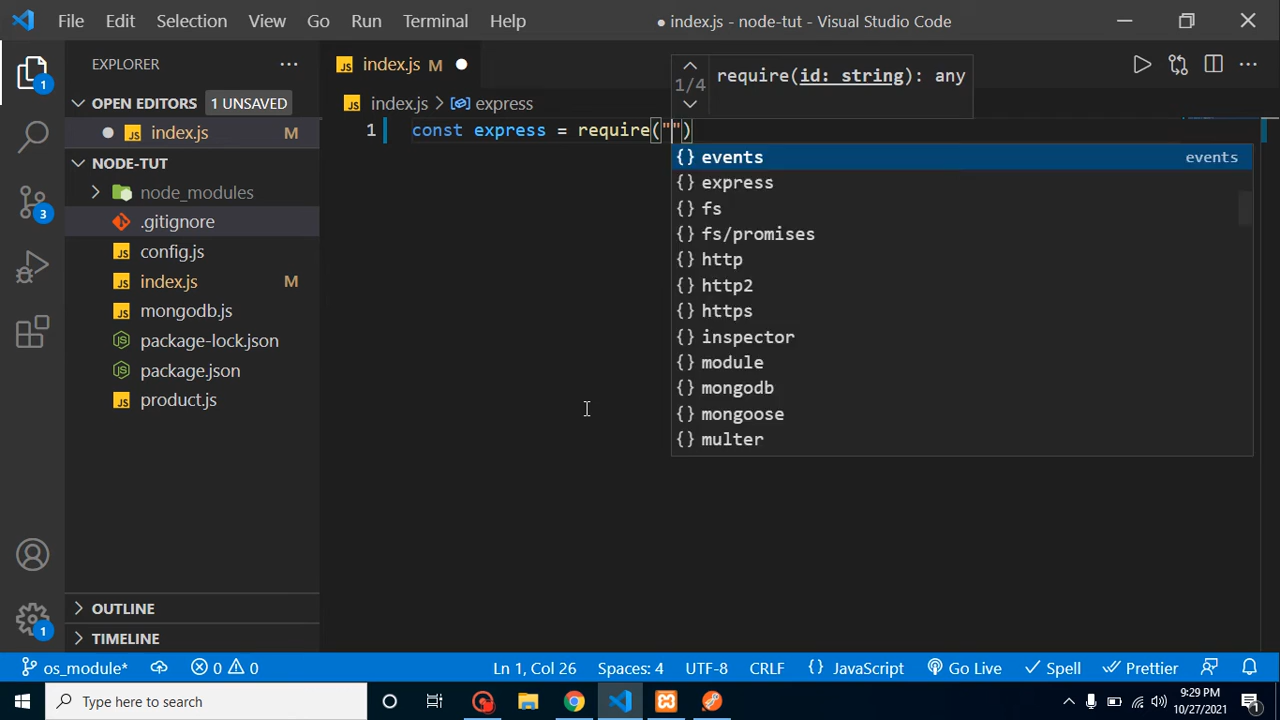 File Edit Selection View Go Run Terminal Help
● index.js - node-tut - Visual Studio Code
EXPLORER
OPEN EDITORS 1 UNSAVED
index.js M
NODE-TUT
node_modules
.gitignore
config.js
index.js M
mongodb.js
package-lock.json
package.json
product.js
OUTLINE
TIMELINE
1
3
1
index.js M
index.js > express
1/4 require(id: string): any
1 const express = require("")
events events
express
fs
fs/promises
http
http2
https
inspector
module
mongodb
mongoose
multer
os_module* 0 0 Ln 1, Col 26 Spaces: 4 UTF-8 CRLF {} JavaScript Go Live Spell Prettier
Type here to search
9:29 PM
10/27/2021
1